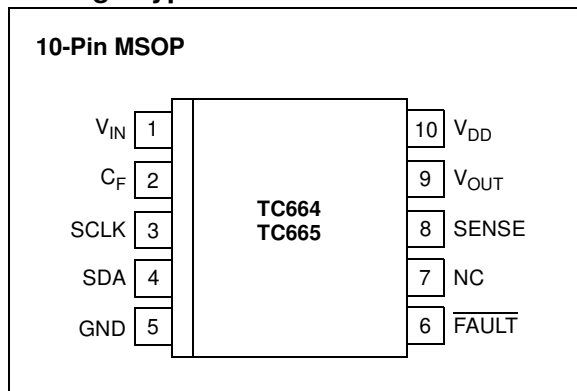 10-Pin MSOP
V_IN 1
C_F 2
SCLK 3
SDA 4
GND 5
TC664
TC665
10 V_DD
9 V_OUT
8 SENSE
7 NC
6 FAULT